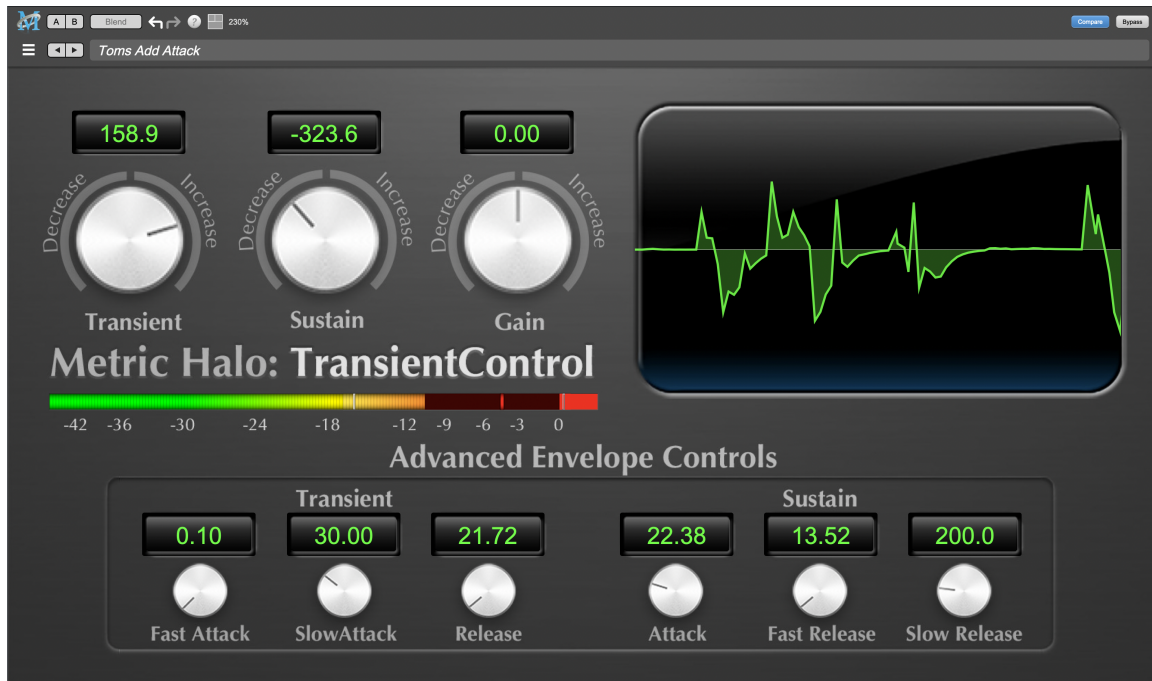 A B Blend ? 230% Compare Bypass
Toms Add Attack
158.9 -323.6 0.00
Decrease Increase Decrease Increase Decrease Increase
Transient Sustain Gain
Metric Halo: TransientControl
-42 -36 -30 -24 -18 -12 -9 -6 -3 0
Advanced Envelope Controls
Transient Sustain
0.10 30.00 21.72 22.38 13.52 200.0
Fast Attack SlowAttack Release Attack Fast Release Slow Release